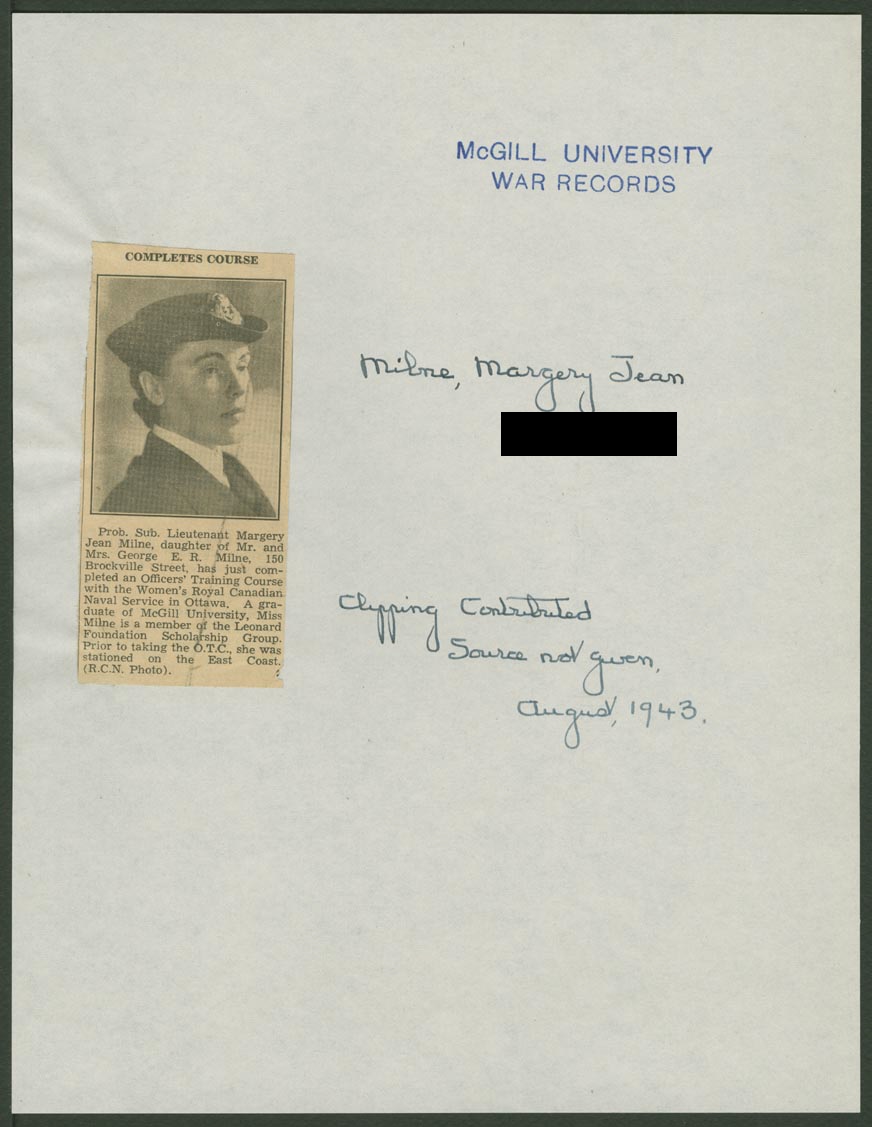 McGILL UNIVERSITY
WAR RECORDS
COMPLETES COURSE
Milne, Margery Jean
Prob. Sub. Lieutenant Margery
Jean Milne, daughter of Mr. and
Mrs. George E. R. Milne, 150
Brockville Street, has just com-
pleted an Officers' Training Course
with the Women's Royal Canadian
Naval Service in Ottawa. A gra-
duate of McGill University, Miss
Milne is a member of the Leonard
Foundation Scholarship Group.
Prior to taking the O.T.C., she was
stationed on the East Coast.
(R.C.N. Photo).
Clipping Contributed
Source not given.
August, 1943.